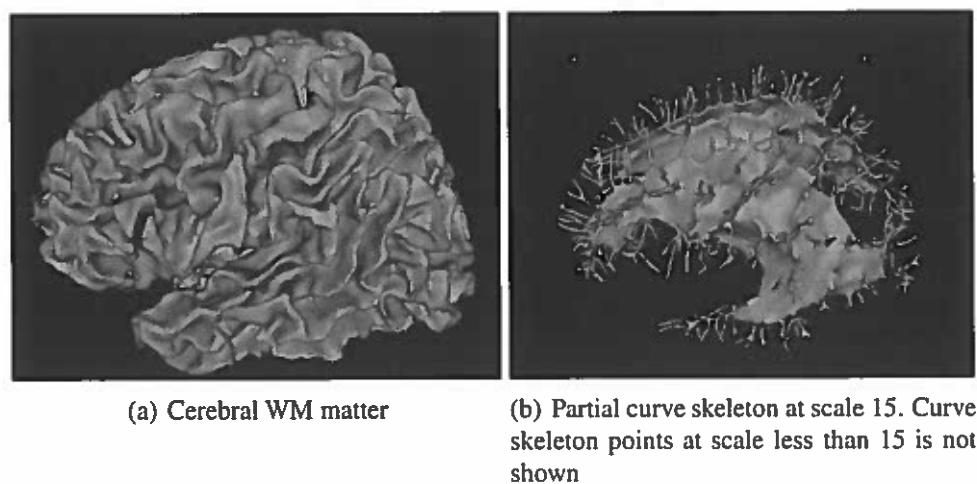 (a) Cerebral WM matter
(b) Partial curve skeleton at scale 15. Curve
skeleton points at scale less than 15 is not
shown